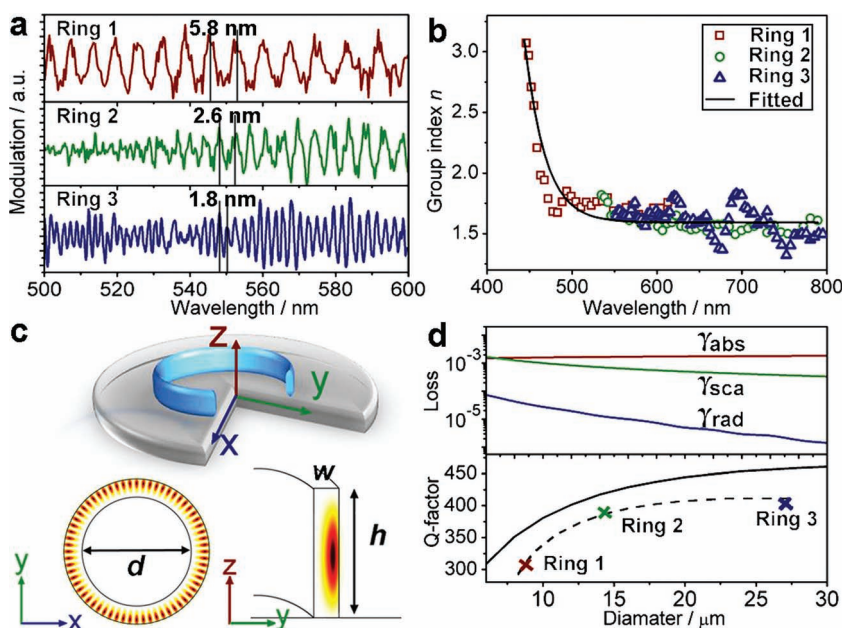 a
Ring 1
5.8 nm
Ring 2
2.6 nm
Ring 3
1.8 nm
Modulation / a.u.
500 520 540 560 580 600
Wavelength / nm
b
Ring 1
Ring 2
Ring 3
Fitted
Group index n
3.0
2.5
2.0
1.5
400 500 600 700 800
Wavelength / nm
c
z
y
x
d
y
x
w
h
z
y
d
Loss
10⁻³
10⁻⁵
γabs
γsca
γrad
Q-factor
450
400
350
300
Ring 1
Ring 2
Ring 3
10 15 20 25 30
Diamater / μm